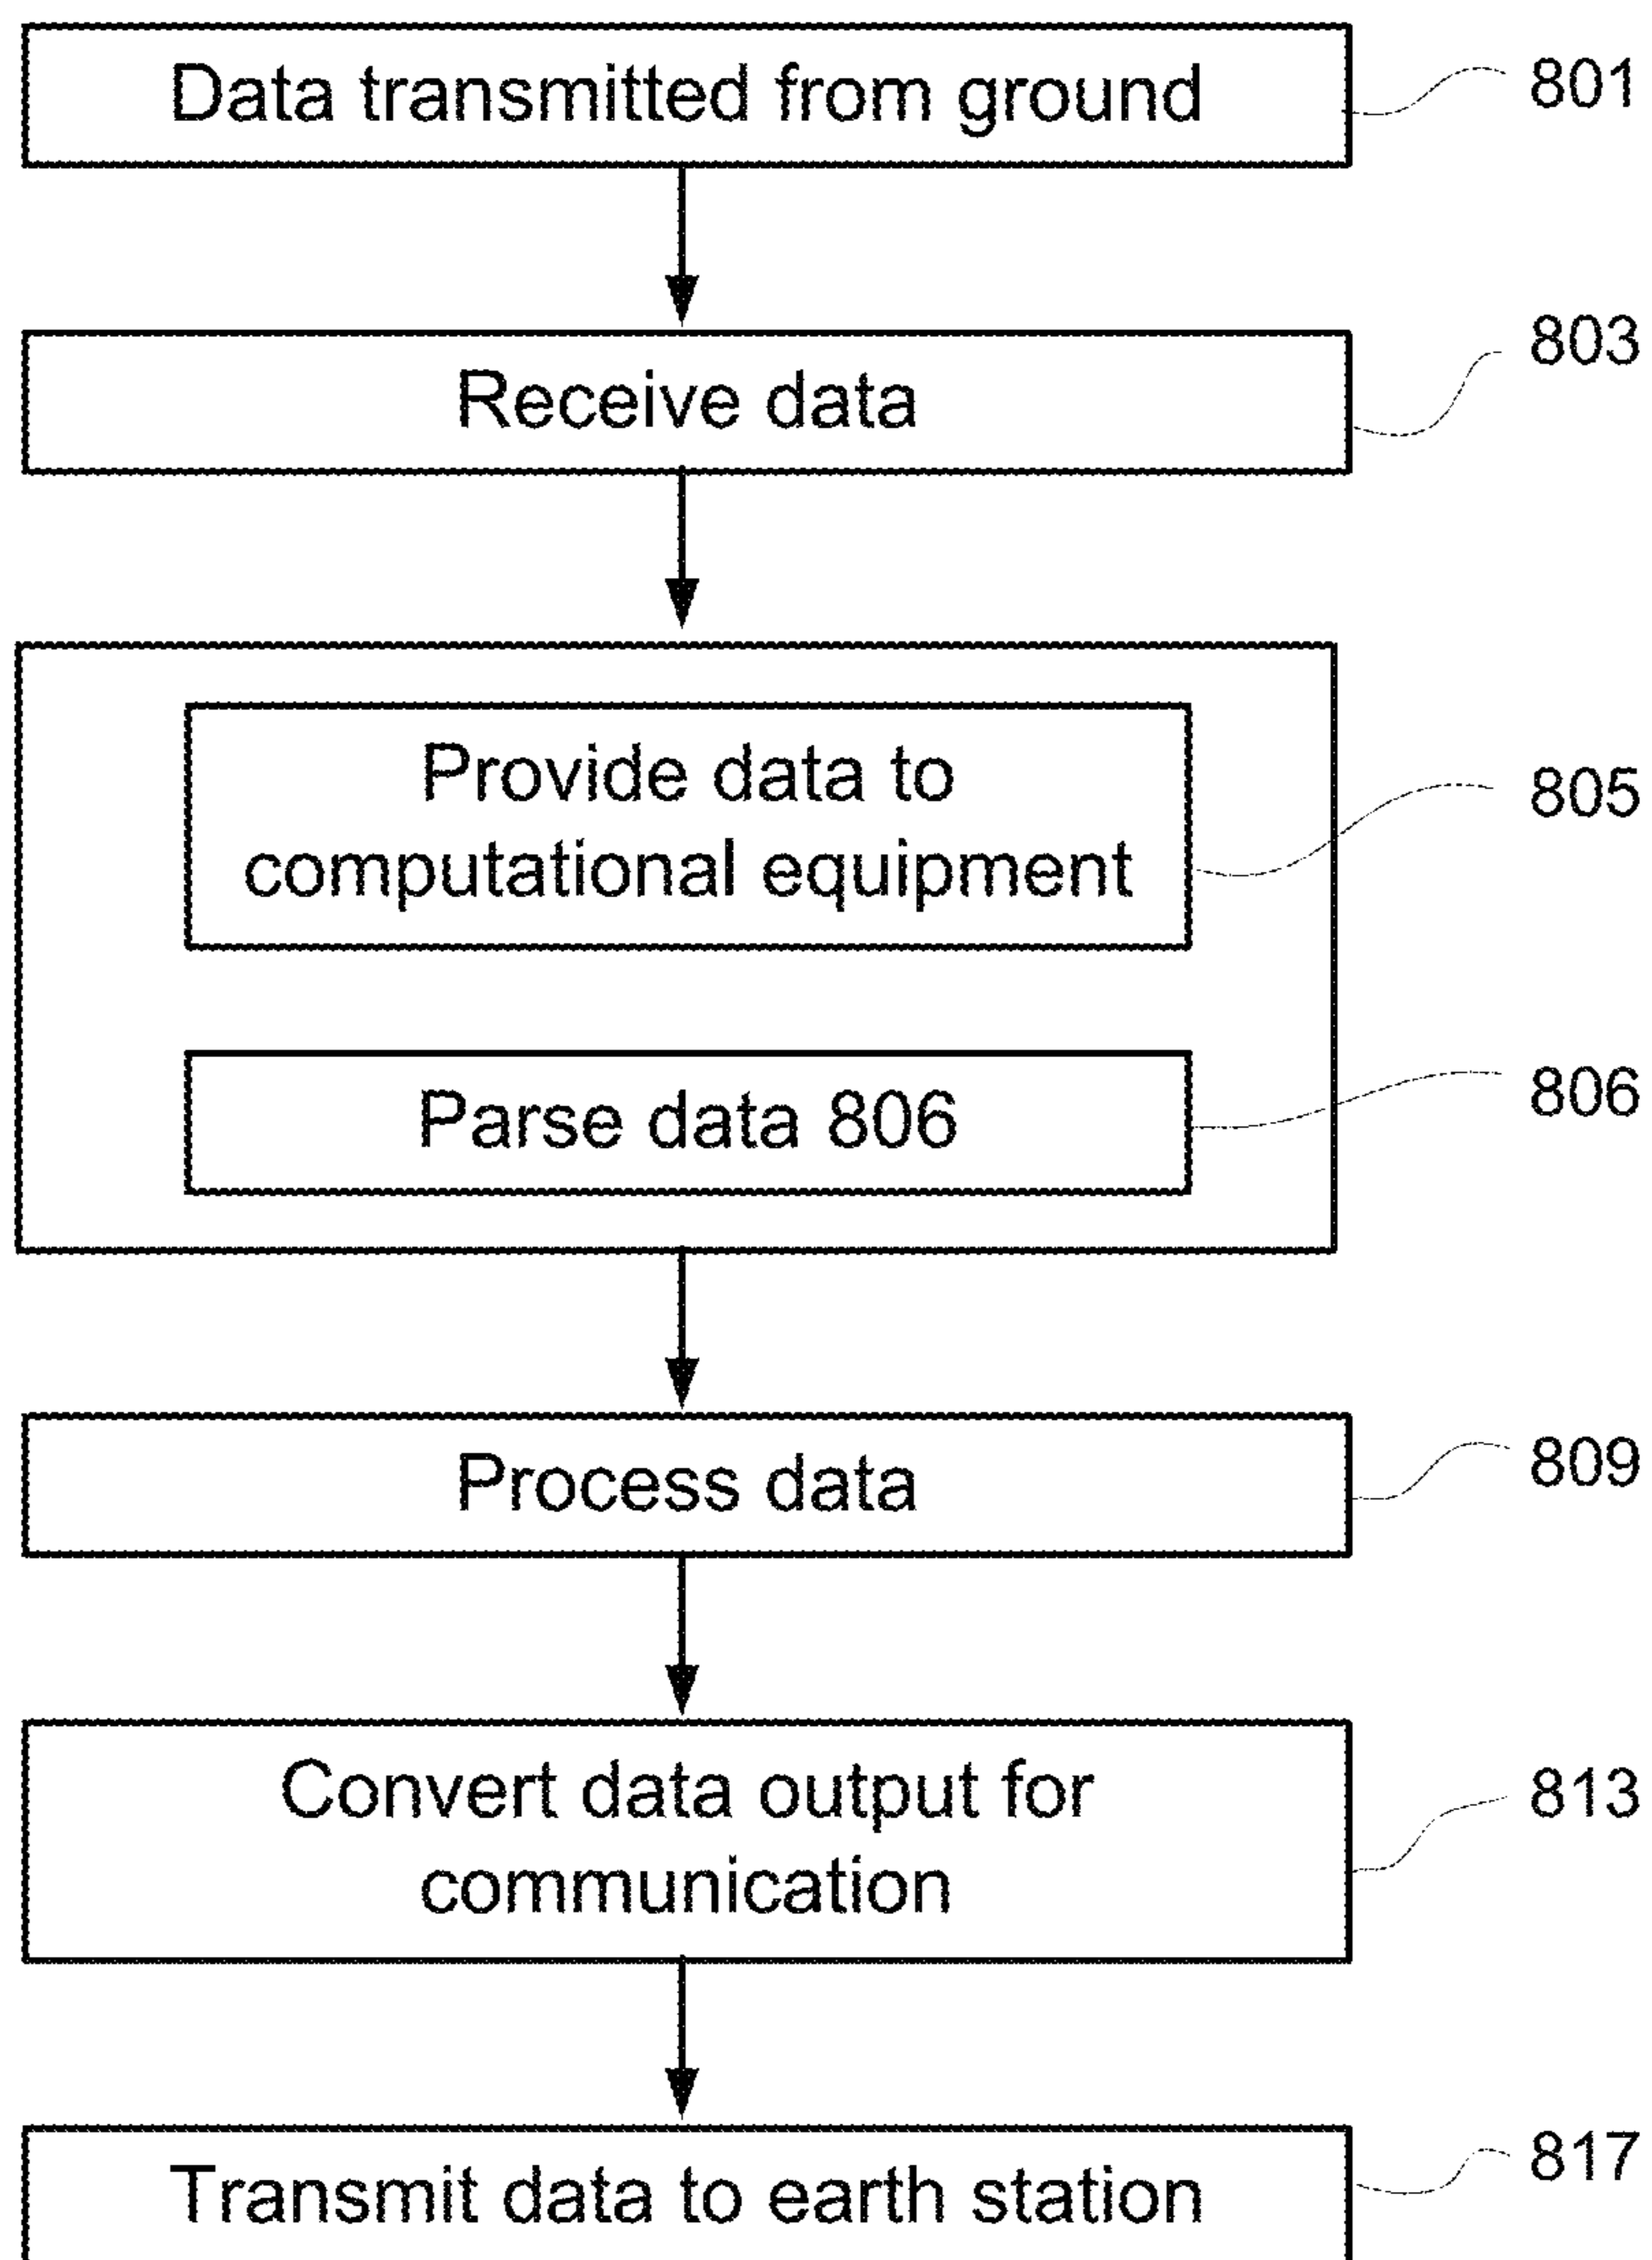 Data transmitted from ground
801
Receive data
803
Provide data to
computational equipment
805
Parse data 806
806
Process data
809
Convert data output for
communication
813
Transmit data to earth station
817